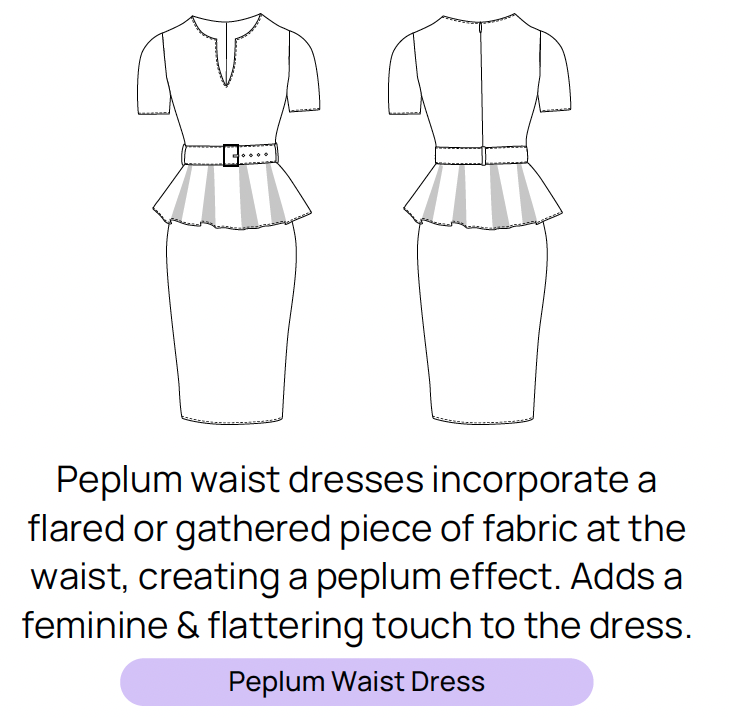 Peplum waist dresses incorporate a
flared or gathered piece of fabric at the
waist, creating a peplum effect. Adds a
feminine & flattering touch to the dress.
Peplum Waist Dress